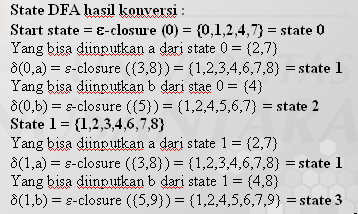 State DFA hasil konversi :
Start state = ε-closure (0) = {0,1,2,4,7} = state 0
Yang bisa diinputkan a dari state 0 = {2,7}
δ(0,a) = ε-closure ({3,8}) = {1,2,3,4,6,7,8} = state 1
Yang bisa diinputkan b dari stae 0 = {4}
δ(0,b) = ε-closure ({5}) = {1,2,4,5,6,7} = state 2
State 1 = {1,2,3,4,6,7,8}
Yang bisa diinputkan a dari state 1 = {2,7}
δ(1,a) = ε-closure ({3,8}) = {1,2,3,4,6,7,8} = state 1
Yang bisa diinputkan b dari state 1 = {4,8}
δ(1,b) = ε-closure ({5,9}) = {1,2,4,5,6,7,9} = state 3